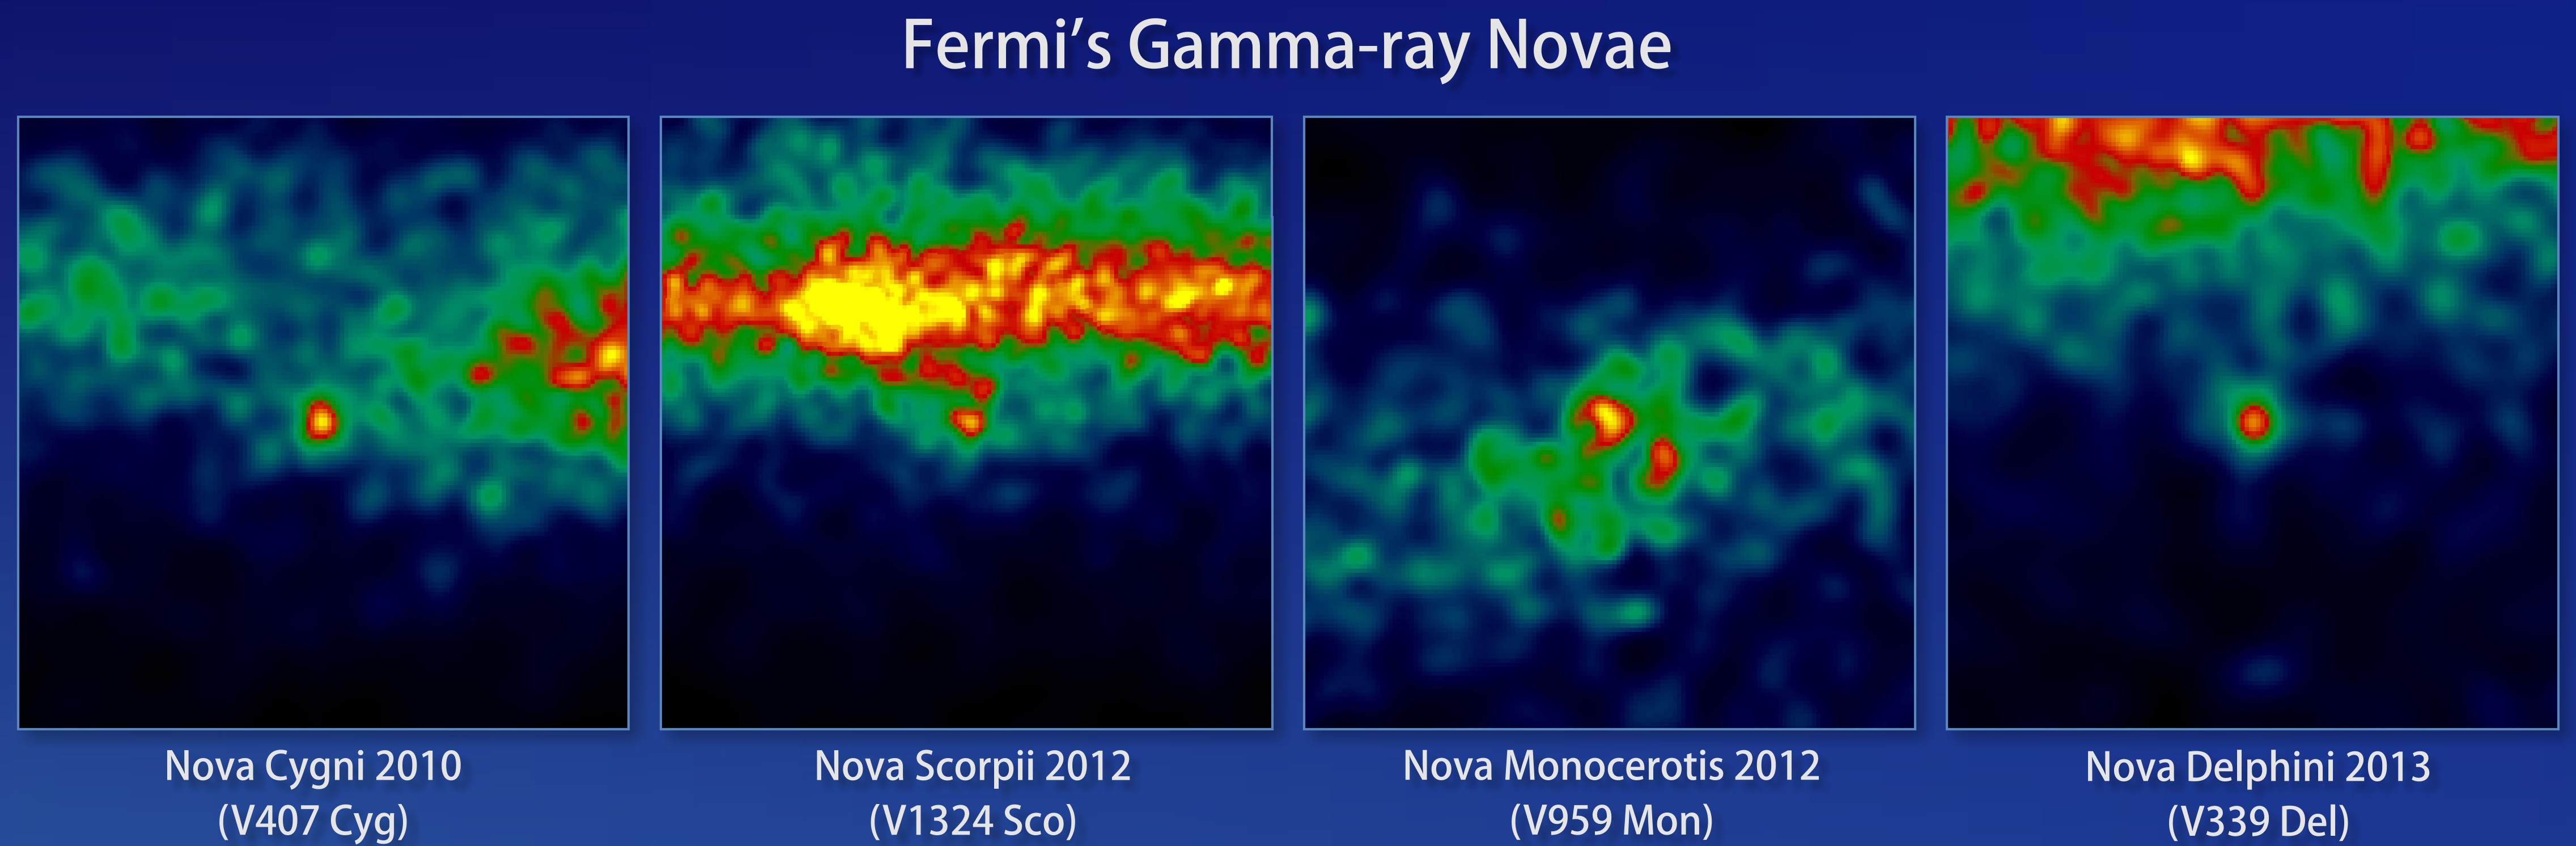 Fermi’s Gamma-ray Novae
Nova Cygni 2010
(V407 Cyg)
Nova Scorpii 2012
(V1324 Sco)
Nova Monocerotis 2012
(V959 Mon)
Nova Delphini 2013
(V339 Del)